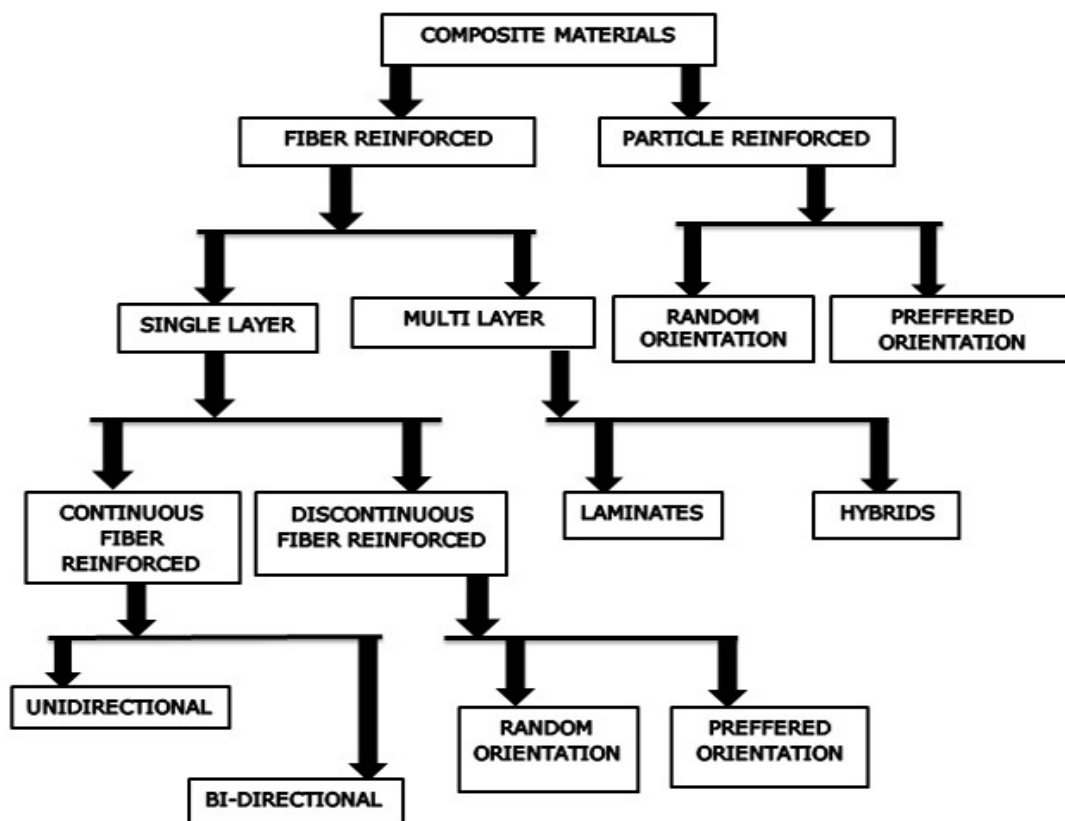 COMPOSITE MATERIALS
FIBER REINFORCED
PARTICLE REINFORCED
SINGLE LAYER
MULTI LAYER
RANDOM
ORIENTATION
PREFFERED
ORIENTATION
CONTINUOUS
FIBER
REINFORCED
DISCONTINUOUS
FIBER REINFORCED
LAMINATES
HYBRIDS
UNIDIRECTIONAL
BI-DIRECTIONAL
RANDOM
ORIENTATION
PREFFERED
ORIENTATION